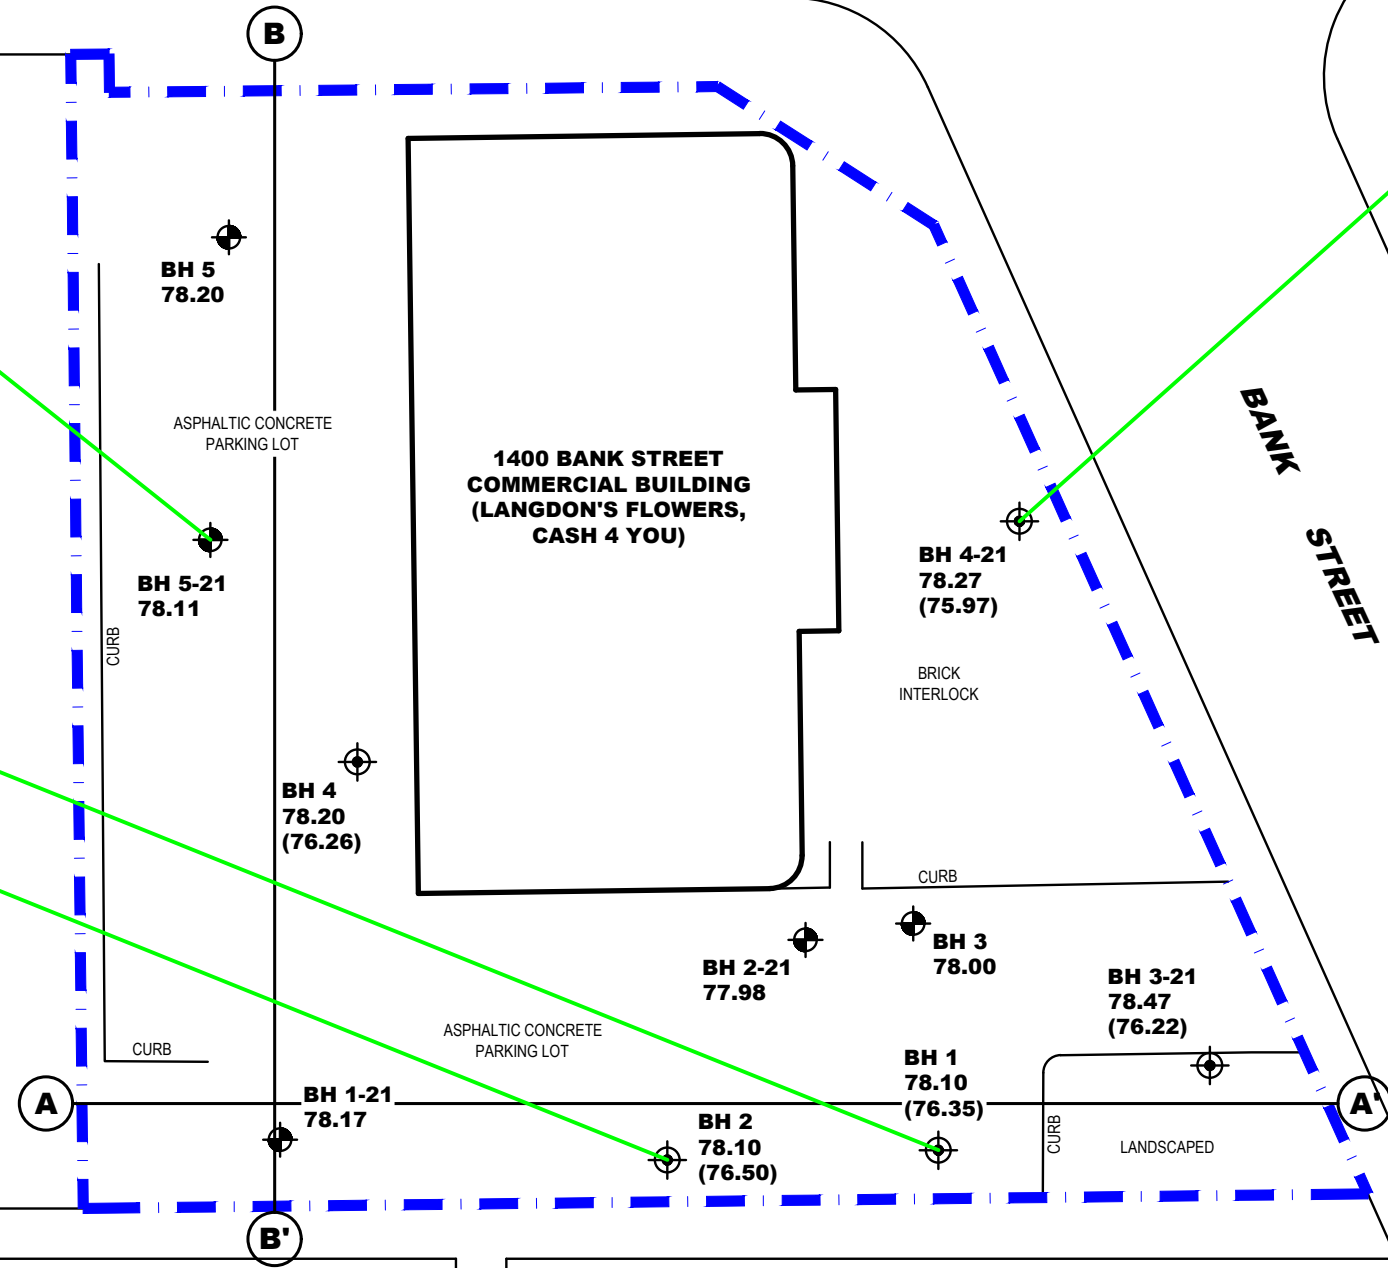 B
BH 5
78.20
ASPHALTIC CONCRETE
PARKING LOT
1400 BANK STREET
COMMERCIAL BUILDING
(LANGDON'S FLOWERS,
CASH 4 YOU)
BANK
STREET
BH 5-21
78.11
BH 4-21
78.27
(75.97)
CURB
BRICK
INTERLOCK
BH 4
78.20
(76.26)
CURB
BH 3
78.00
BH 2-21
77.98
BH 3-21
78.47
(76.22)
ASPHALTIC CONCRETE
PARKING LOT
CURB
BH 1
78.10
(76.35)
A
BH 1-21
78.17
A'
BH 2
78.10
(76.50)
CURB
LANDSCAPED
B'